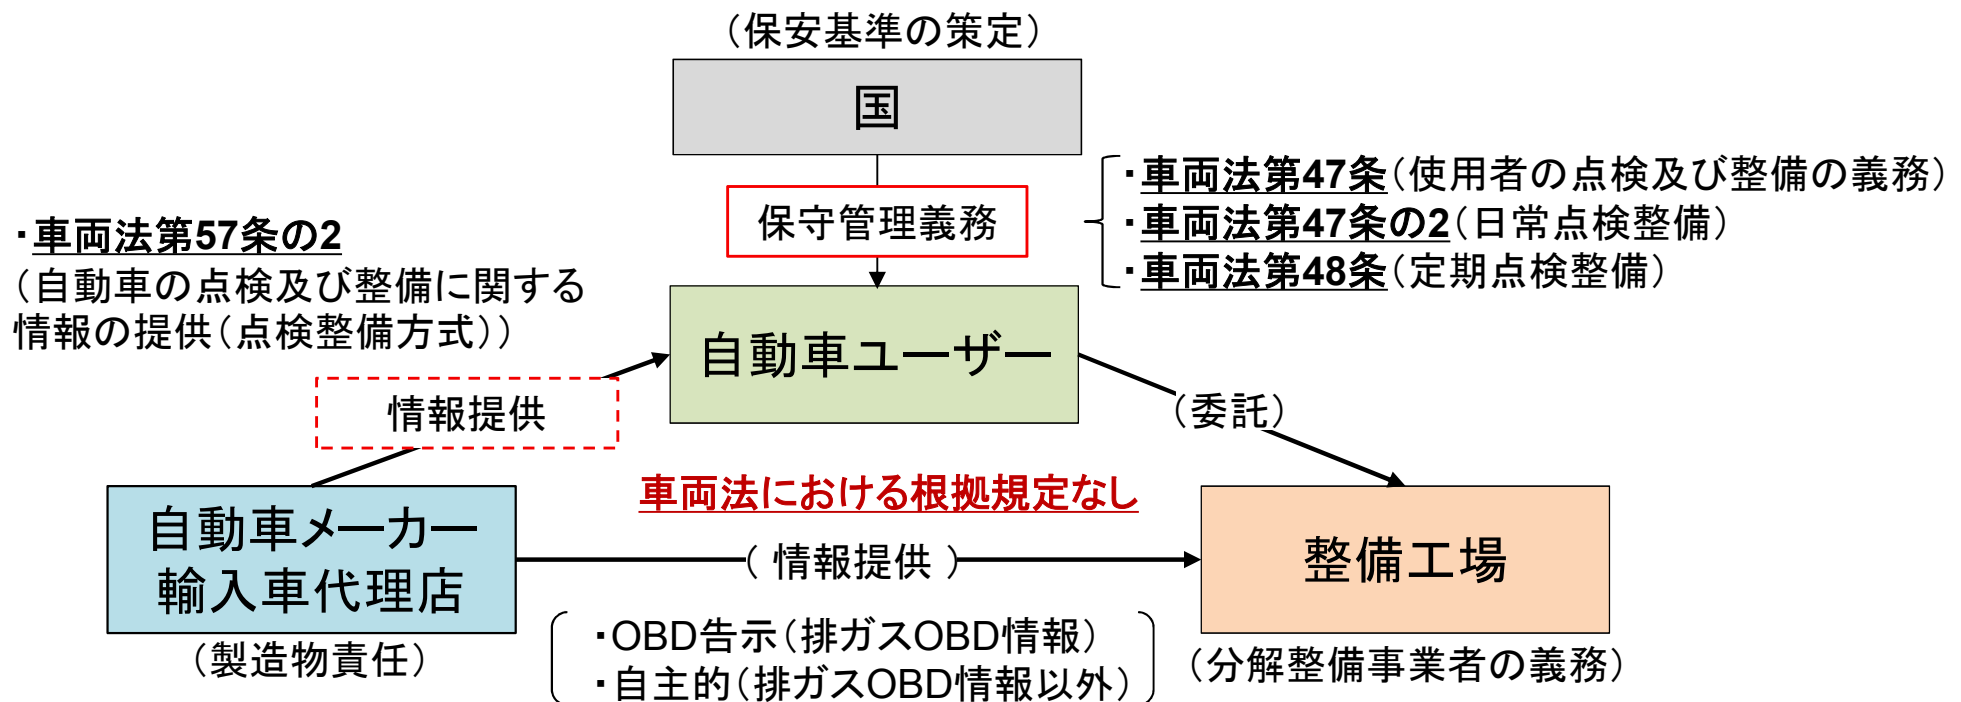 （保安基準の策定）
国
保守管理義務
・車両法第47条（使用者の点検及び整備の義務）
・車両法第47条の2（日常点検整備）
・車両法第48条（定期点検整備）
・車両法第57条の2
（自動車の点検及び整備に関する
情報の提供（点検整備方式））
自動車ユーザー
情報提供
（委託）
車両法における根拠規定なし
自動車メーカー
輸入車代理店
（製造物責任）
（ 情報提供 ）
・OBD告示（排ガスOBD情報）
・自主的（排ガスOBD情報以外）
整備工場
（分解整備事業者の義務）